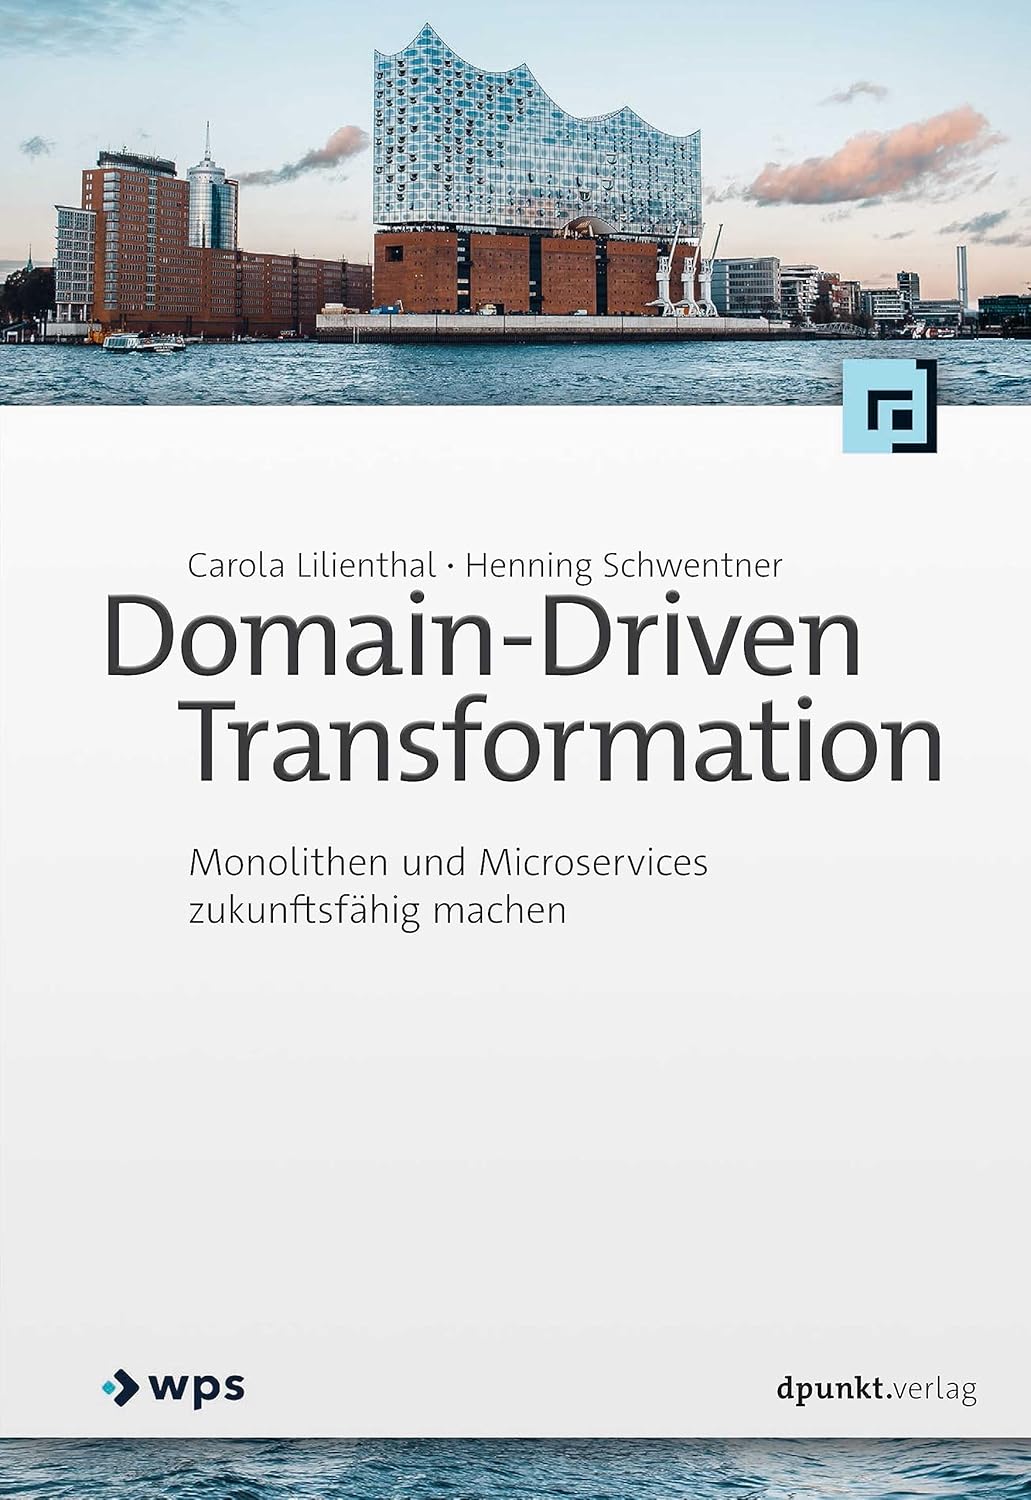 Carola Lilienthal · Henning Schwentner
Domain-Driven
Transformation
Monolithen und Microservices
zukunftsfähig machen
wps
dpunkt.verlag